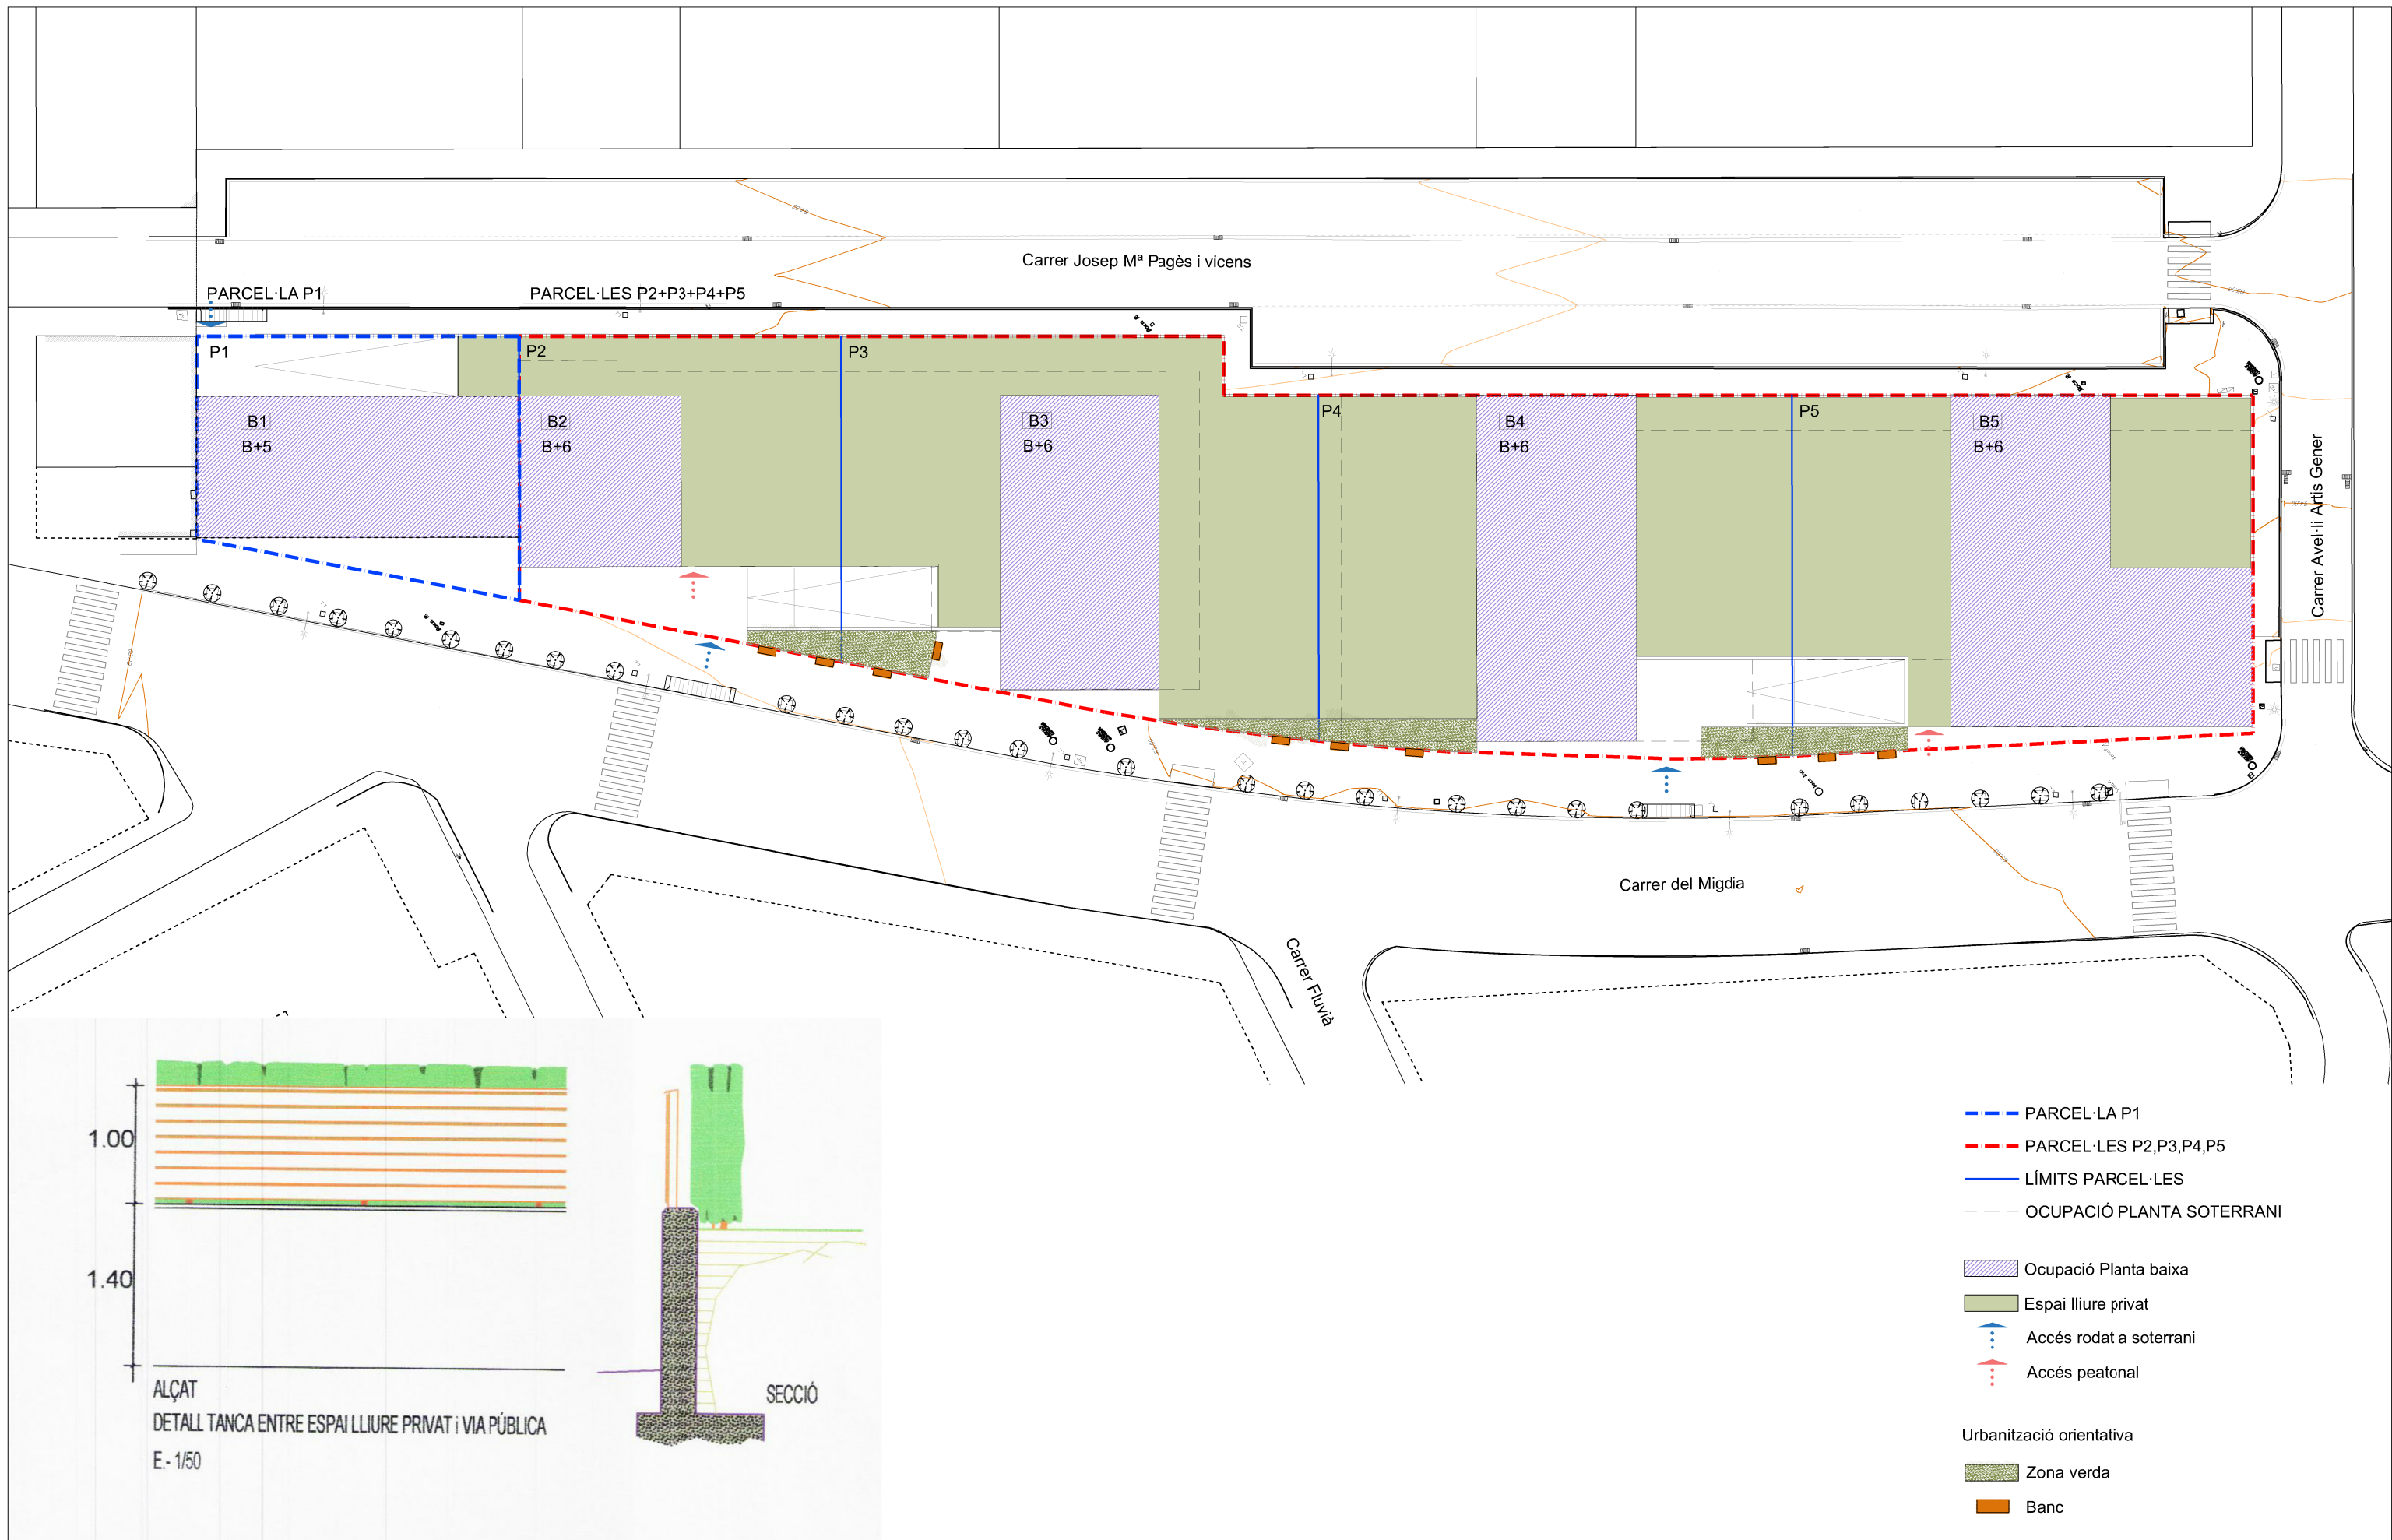 Carrer Josep Mª Pagès i vicens
PARCEL·LA P1
PARCEL·LES P2+P3+P4+P5
P1
P2
P3
P4
P5
B1
B+5
B2
B+6
B3
B+6
B4
B+6
B5
B+6
Carrer Avel·lí Artis Gener
Carrer del Migdia
Carrer Fluvià
1.00
1.40
ALÇAT
SECCIÓ
DETALL TANCA ENTRE ESPAI LLIURE PRIVAT i VIA PÚBLICA
E.- 1/50
PARCEL·LA P1
PARCEL·LES P2,P3,P4,P5
LÍMITS PARCEL·LES
OCUPACIÓ PLANTA SOTERRANI
Ocupació Planta baixa
Espai lliure privat
Accés rodat a soterrani
Accés peatonal
Urbanització orientativa
Zona verda
Banc